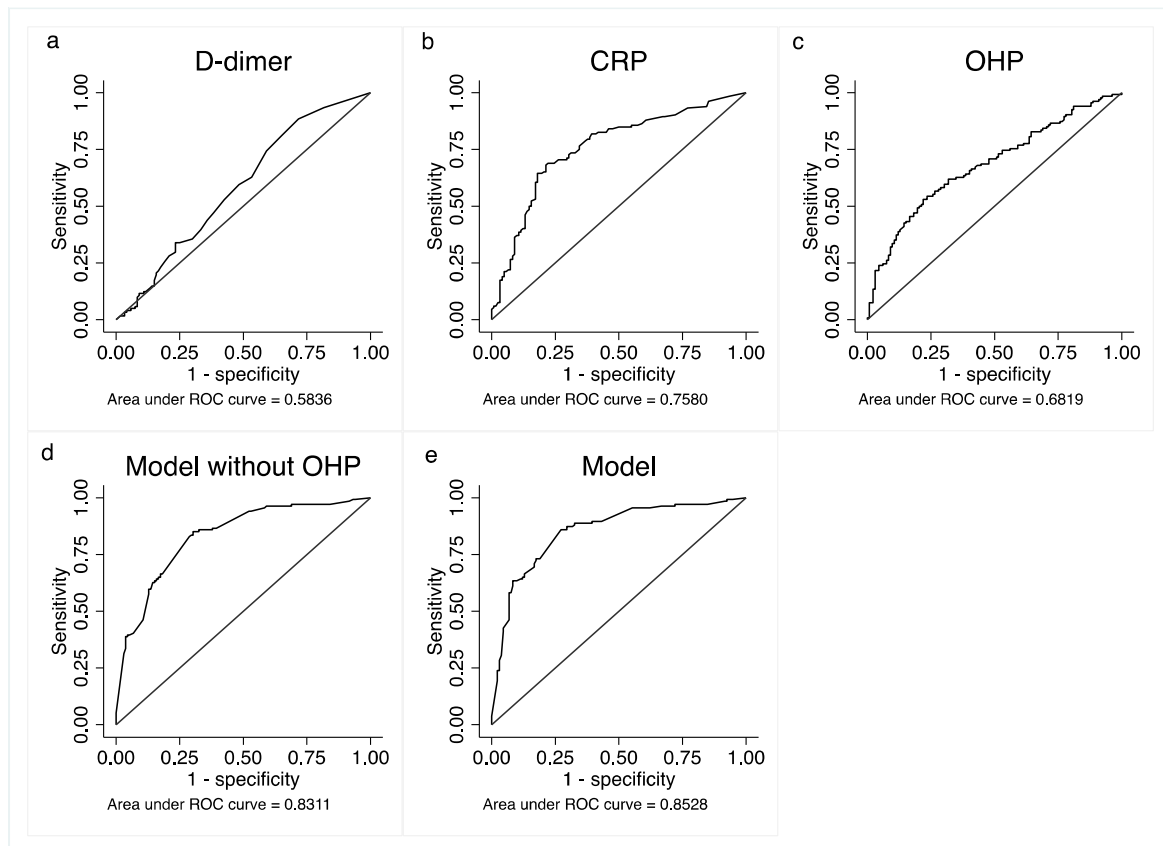 a
D-dimer
Sensitivity
0.00 0.25 0.50 0.75 1.00
0.00 0.25 0.50 0.75 1.00
1 - specificity
Area under ROC curve = 0.5836
b
CRP
Sensitivity
0.00 0.25 0.50 0.75 1.00
0.00 0.25 0.50 0.75 1.00
1 - specificity
Area under ROC curve = 0.7580
c
OHP
Sensitivity
0.00 0.25 0.50 0.75 1.00
0.00 0.25 0.50 0.75 1.00
1 - specificity
Area under ROC curve = 0.6819
d
Model without OHP
Sensitivity
0.00 0.25 0.50 0.75 1.00
0.00 0.25 0.50 0.75 1.00
1 - specificity
Area under ROC curve = 0.8311
e
Model
Sensitivity
0.00 0.25 0.50 0.75 1.00
0.00 0.25 0.50 0.75 1.00
1 - specificity
Area under ROC curve = 0.8528